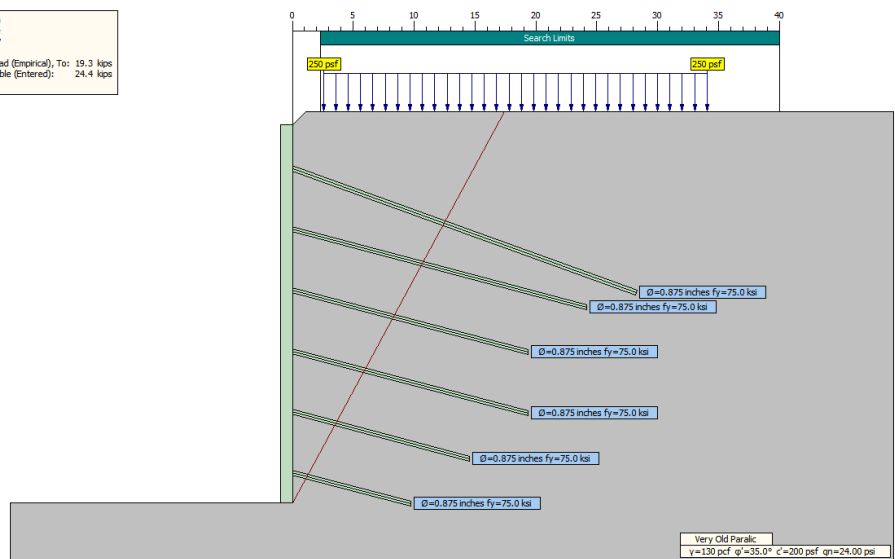 0 5 10 15 20 25 30 35 40
Search Limits
250 psf 250 psf
ad (Empirical), To: 19.3 kips
ble (Entered): 24.4 kips
Ø=0.875 inches fy=75.0 ksi
Ø=0.875 inches fy=75.0 ksi
Ø=0.875 inches fy=75.0 ksi
Ø=0.875 inches fy=75.0 ksi
Ø=0.875 inches fy=75.0 ksi
Ø=0.875 inches fy=75.0 ksi
Very Old Paralic
γ=130 pcf φ'=35.0° c'=200 psf qn=24.00 psi